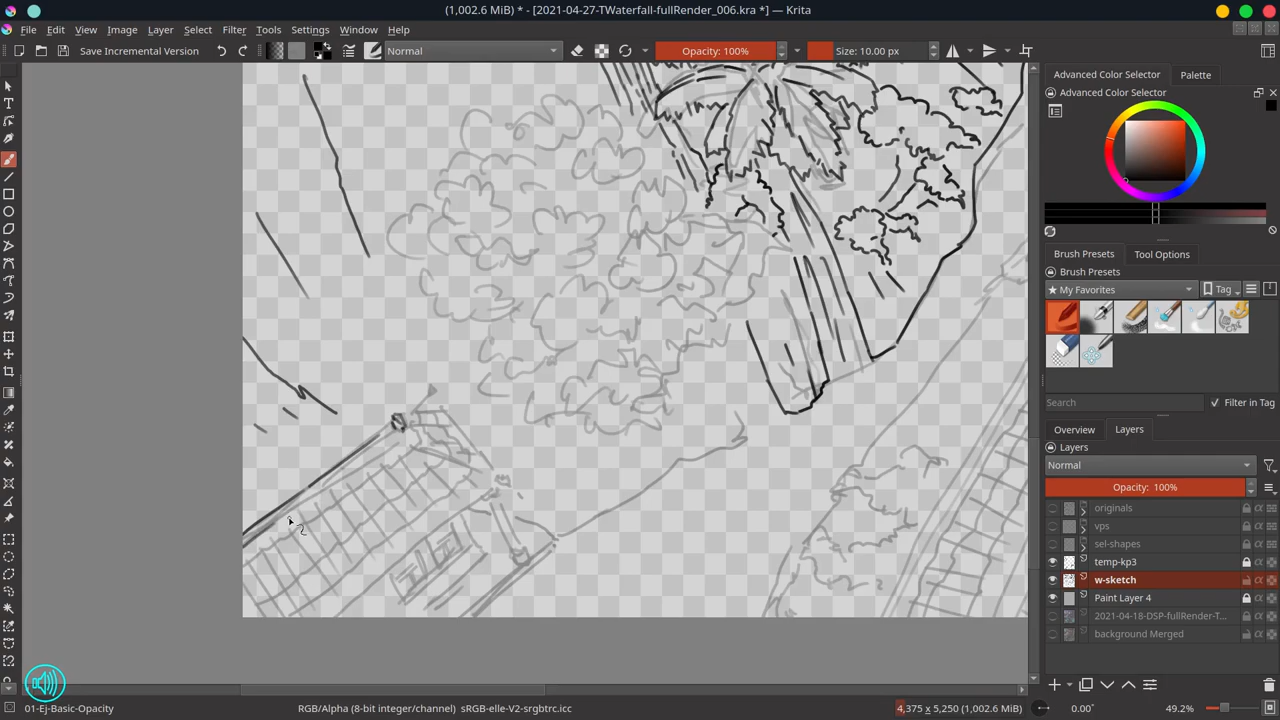 (1,002.6 MiB) * - [2021-04-27-TWaterfall-fullRender_006.kra *] - Krita
File Edit View Image Layer Select Filter Tools Settings Window Help
Save Incremental Version Normal Opacity: 100% Size: 10.00 px
Advanced Color Selector Palette
Advanced Color Selector
Brush Presets Tool Options
Brush Presets
My Favorites Tag
Search Filter in Tag
Overview Layers
Layers
Normal
Opacity: 100%
originals
vps
sel-shapes
temp-kp3
w-sketch
Paint Layer 4
2021-04-18-DSP-fullRender-T...
background Merged
01-Ej-Basic-Opacity RGB/Alpha (8-bit integer/channel) sRGB-elle-V2-srgbtrc.icc 4,375 x 5,250 (1,002.6 MiB) 0.00° 49.2%